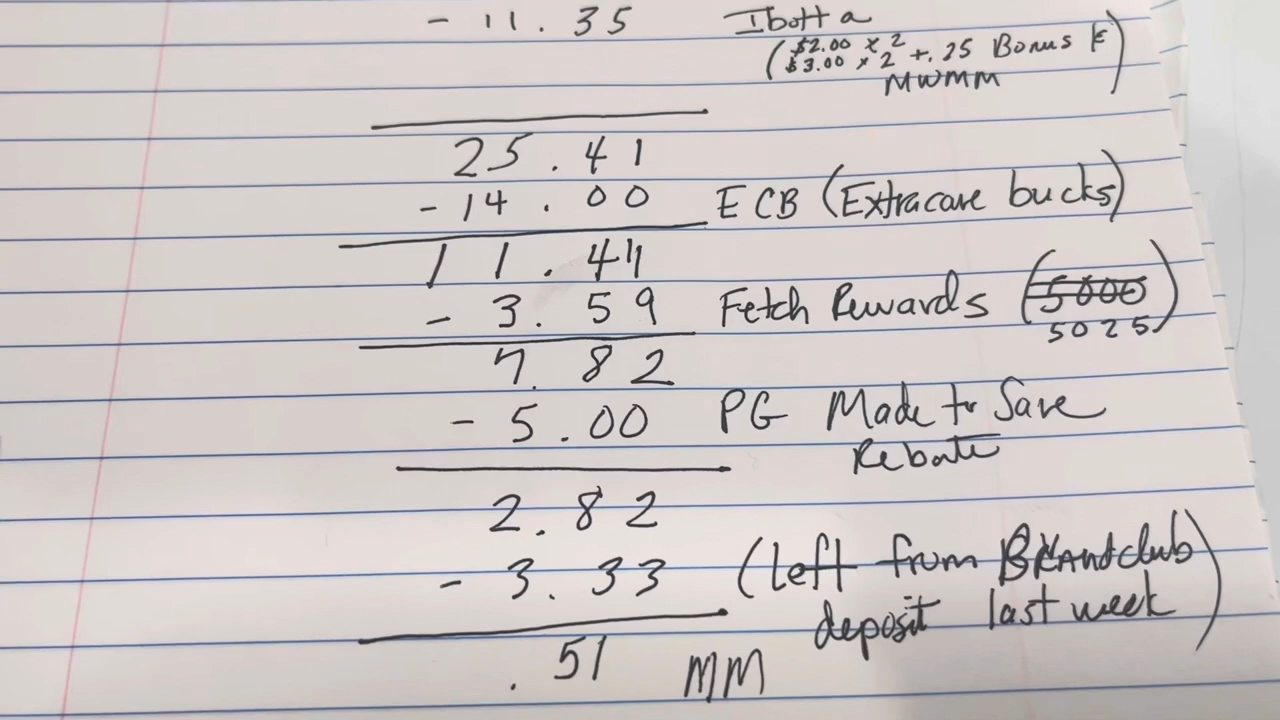 - 11.35 Ibotta
($2.00 x 2
$3.00 x 2 + .25 Bonus
MWMM)
25.41
- 14.00 ECB (Extracare bucks)
11.41
- 3.59 Fetch Rewards (5000
5025)
7.82
- 5.00 PG Made to Save
Rebate
2.82
- 3.33 (left from BrandClub
deposit last week)
.51 MM